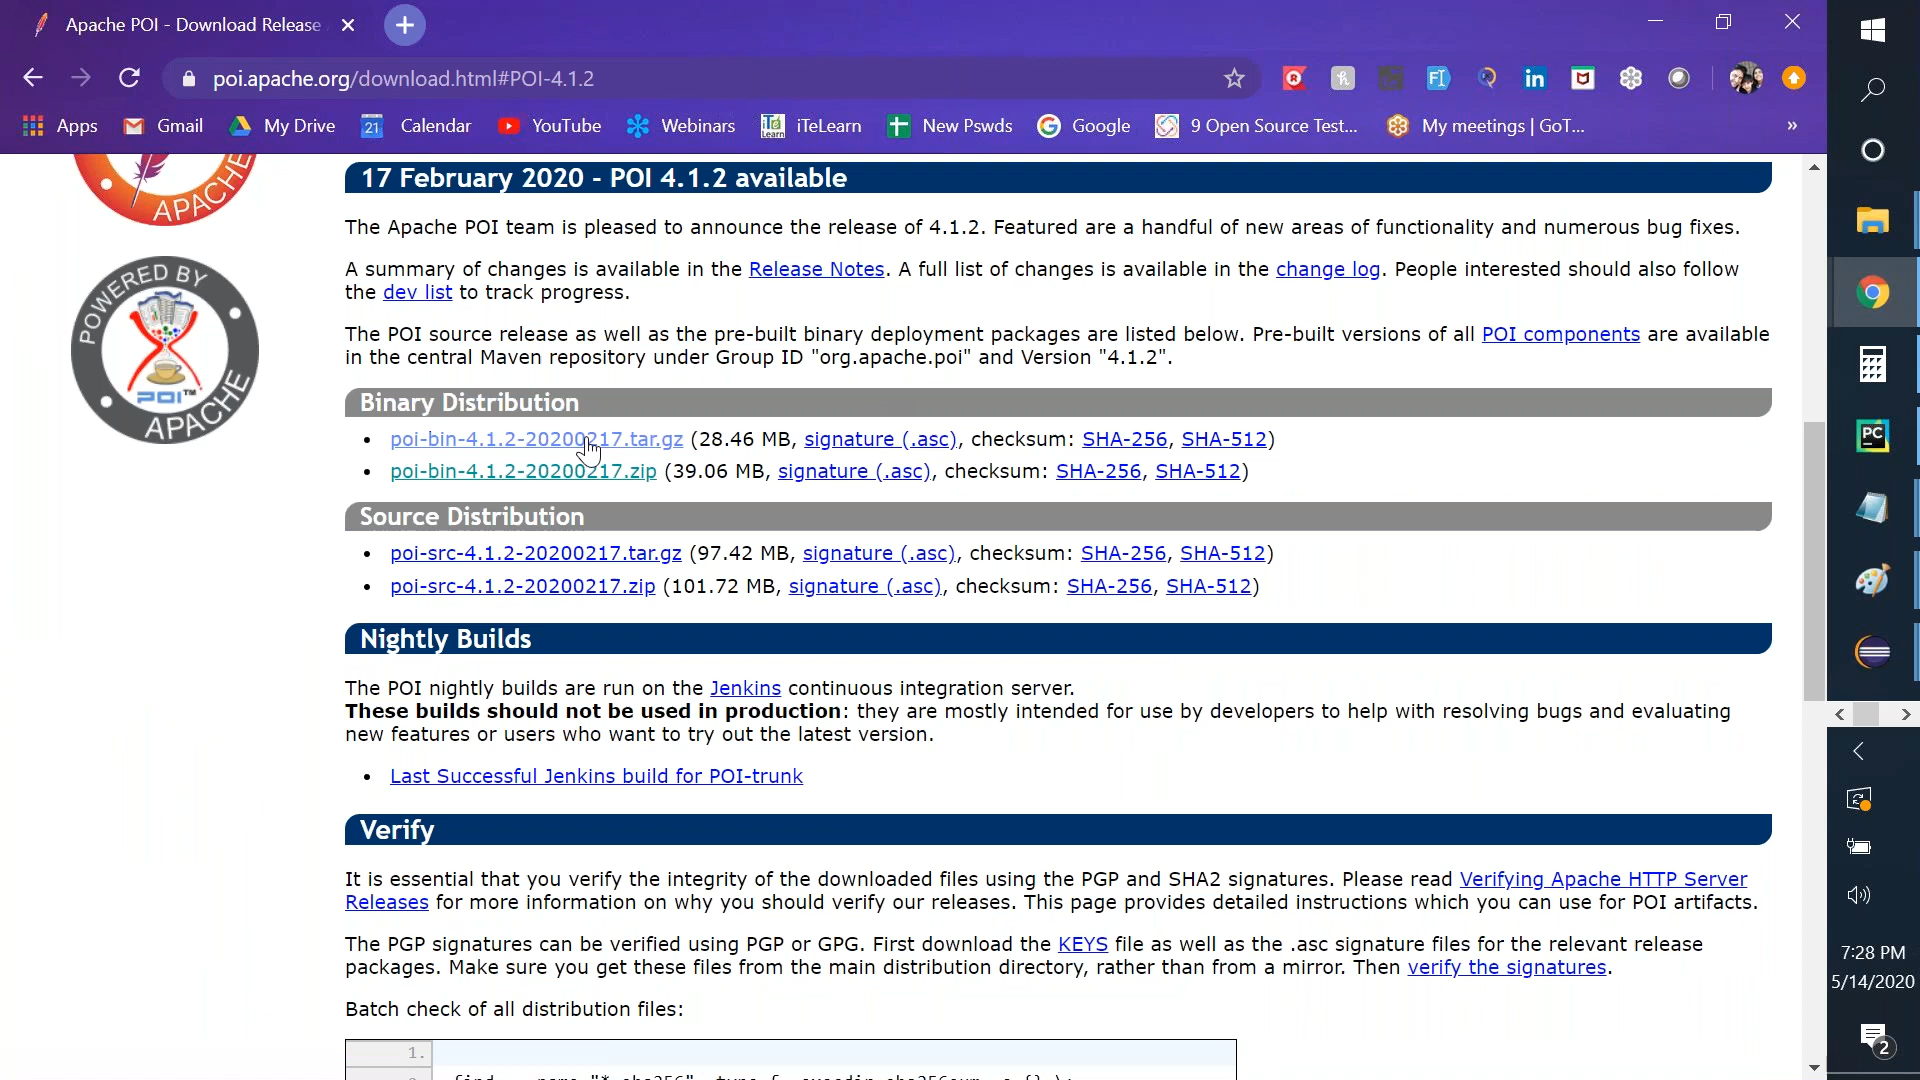 Apache POI - Download Release
poi.apache.org/download.html#POI-4.1.2
Apps
Gmail
My Drive
21
Calendar
YouTube
Webinars
iTeLearn
New Pswds
Google
9 Open Source Test...
My meetings | GoT...
»
APACHE
POWERED BY
POI™
APACHE
17 February 2020 - POI 4.1.2 available
The Apache POI team is pleased to announce the release of 4.1.2. Featured are a handful of new areas of functionality and numerous bug fixes.
A summary of changes is available in the Release Notes. A full list of changes is available in the change log. People interested should also follow
the dev list to track progress.
The POI source release as well as the pre-built binary deployment packages are listed below. Pre-built versions of all POI components are available
in the central Maven repository under Group ID "org.apache.poi" and Version "4.1.2".
Binary Distribution
• poi-bin-4.1.2-20200217.tar.gz (28.46 MB, signature (.asc), checksum: SHA-256, SHA-512)
• poi-bin-4.1.2-20200217.zip (39.06 MB, signature (.asc), checksum: SHA-256, SHA-512)
Source Distribution
• poi-src-4.1.2-20200217.tar.gz (97.42 MB, signature (.asc), checksum: SHA-256, SHA-512)
• poi-src-4.1.2-20200217.zip (101.72 MB, signature (.asc), checksum: SHA-256, SHA-512)
Nightly Builds
The POI nightly builds are run on the Jenkins continuous integration server.
These builds should not be used in production: they are mostly intended for use by developers to help with resolving bugs and evaluating
new features or users who want to try out the latest version.
• Last Successful Jenkins build for POI-trunk
Verify
It is essential that you verify the integrity of the downloaded files using the PGP and SHA2 signatures. Please read Verifying Apache HTTP Server
Releases for more information on why you should verify our releases. This page provides detailed instructions which you can use for POI artifacts.
The PGP signatures can be verified using PGP or GPG. First download the KEYS file as well as the .asc signature files for the relevant release
packages. Make sure you get these files from the main distribution directory, rather than from a mirror. Then verify the signatures.
Batch check of all distribution files:
1.
PC
7:28 PM
5/14/2020
2